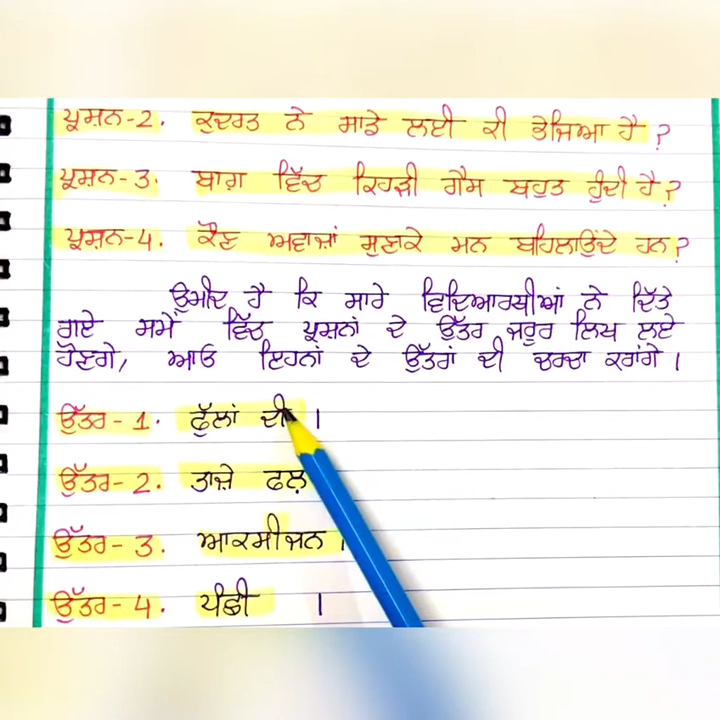 ਪ੍ਰਸ਼ਨ-2. ਕੁਦਰਤ ਨੇ ਸਾਡੇ ਲਈ ਕੀ ਭੇਜਿਆ ਹੈ ?
ਪ੍ਰਸ਼ਨ-3. ਬਾਗ਼ ਵਿੱਚ ਕਿਹੜੀ ਗੈਸ ਬਹੁਤ ਹੁੰਦੀ ਹੈ ?
ਪ੍ਰਸ਼ਨ-4. ਕੌਣ ਅਵਾਜ਼ਾਂ ਸੁਣਾਕੇ ਮਨ ਬਹਿਲਾਉਂਦੇ ਹਨ ?
ਉਮੀਦ ਹੈ ਕਿ ਸਾਰੇ ਵਿਦਿਆਰਥੀਆਂ ਨੇ ਦਿੱਤੇ
ਗਏ ਸਮੇਂ ਵਿੱਚ ਪ੍ਰਸ਼ਨਾਂ ਦੇ ਉੱਤਰ ਜ਼ਰੂਰ ਲਿਖ ਲਏ
ਹੋਣਗੇ, ਆਓ ਇਹਨਾਂ ਦੇ ਉੱਤਰਾਂ ਦੀ ਚਰਚਾ ਕਰਾਂਗੇ ।
ਉੱਤਰ - 1. ਫੁੱਲਾਂ ਦੀ ।
ਉੱਤਰ - 2. ਤਾਜ਼ੇ ਫਲ਼
ਉੱਤਰ - 3. ਆਕਸੀਜਨ ।
ਉੱਤਰ - 4. ਪੰਛੀ ।